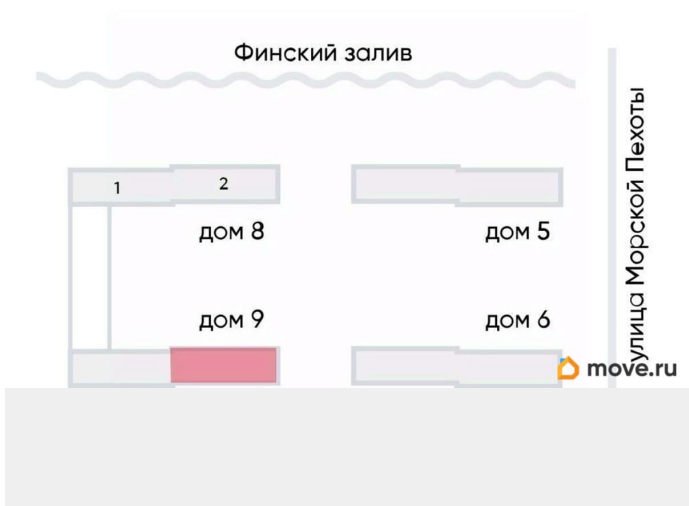 Финский залив
улица Морской Пехоты
1
2
дом 8
дом 5
дом 9
дом 6
move.ru